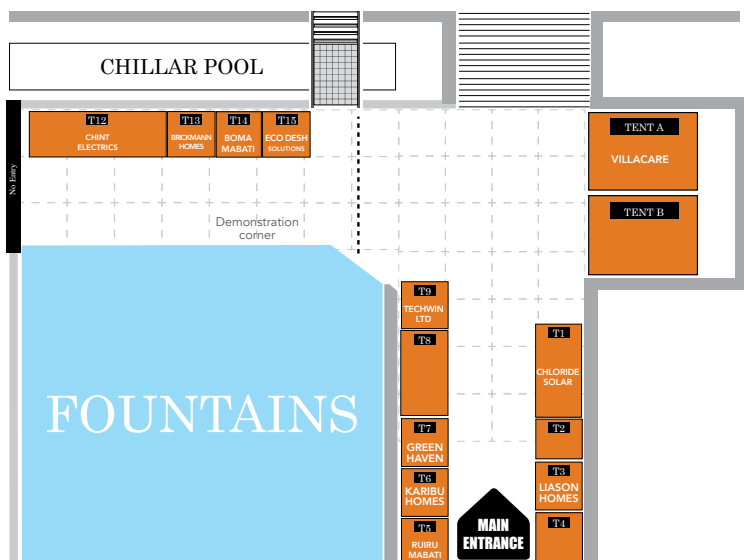 CHILLAR POOL
T12
CHINT
ELECTRICS
T13
BRICKMANN
HOMES
T14
BOMA
MABATI
T15
ECO DESH
SOLUTIONS
TENT A
VILLACARE
TENT B
No Entry
Demonstration
corner
FOUNTAINS
T9
TECHWIN
LTD
T8
T7
GREEN
HAVEN
T6
KARIBU
HOMES
T5
RUIRU
MABATI
T1
CHLORIDE
SOLAR
T2
T3
LIASON
HOMES
T4
MAIN
ENTRANCE